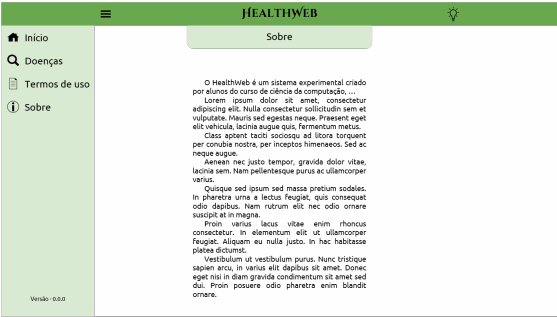 HealthWeb
Início
Doenças
Termos de uso
Sobre
Versão - 0.0.0
Sobre
O HealthWeb é um sistema experimental criado
por alunos do curso de ciência da computação, ...
Lorem ipsum dolor sit amet, consectetur
adipiscing elit. Nulla consectetur sollicitudin sem et
vulputate. Mauris sed egestas neque. Praesent eget
elit vehicula, lacinia augue quis, fermentum metus.
Class aptent taciti sociosqu ad litora torquent
per conubia nostra, per inceptos himenaeos. Sed ac
neque augue.
Aenean nec justo tempor, gravida dolor vitae,
lacinia sem. Nam pellentesque purus ac ullamcorper
varius.
Quisque sed ipsum sed massa pretium sodales.
In pharetra urna a lectus feugiat, quis consequat
odio dapibus. Nam rutrum elit nec odio ornare
suscipit at in magna.
Proin varius lacus vitae enim rhoncus
consectetur. In elementum elit ut ullamcorper
feugiat. Aliquam eu nulla justo. In hac habitasse
platea dictumst.
Vestibulum ut vestibulum purus. Nunc tristique
sapien arcu, in varius elit dapibus sit amet. Donec
eget nisi in diam gravida condimentum sit amet sed
dui. Proin posuere odio pharetra enim blandit
ornare.